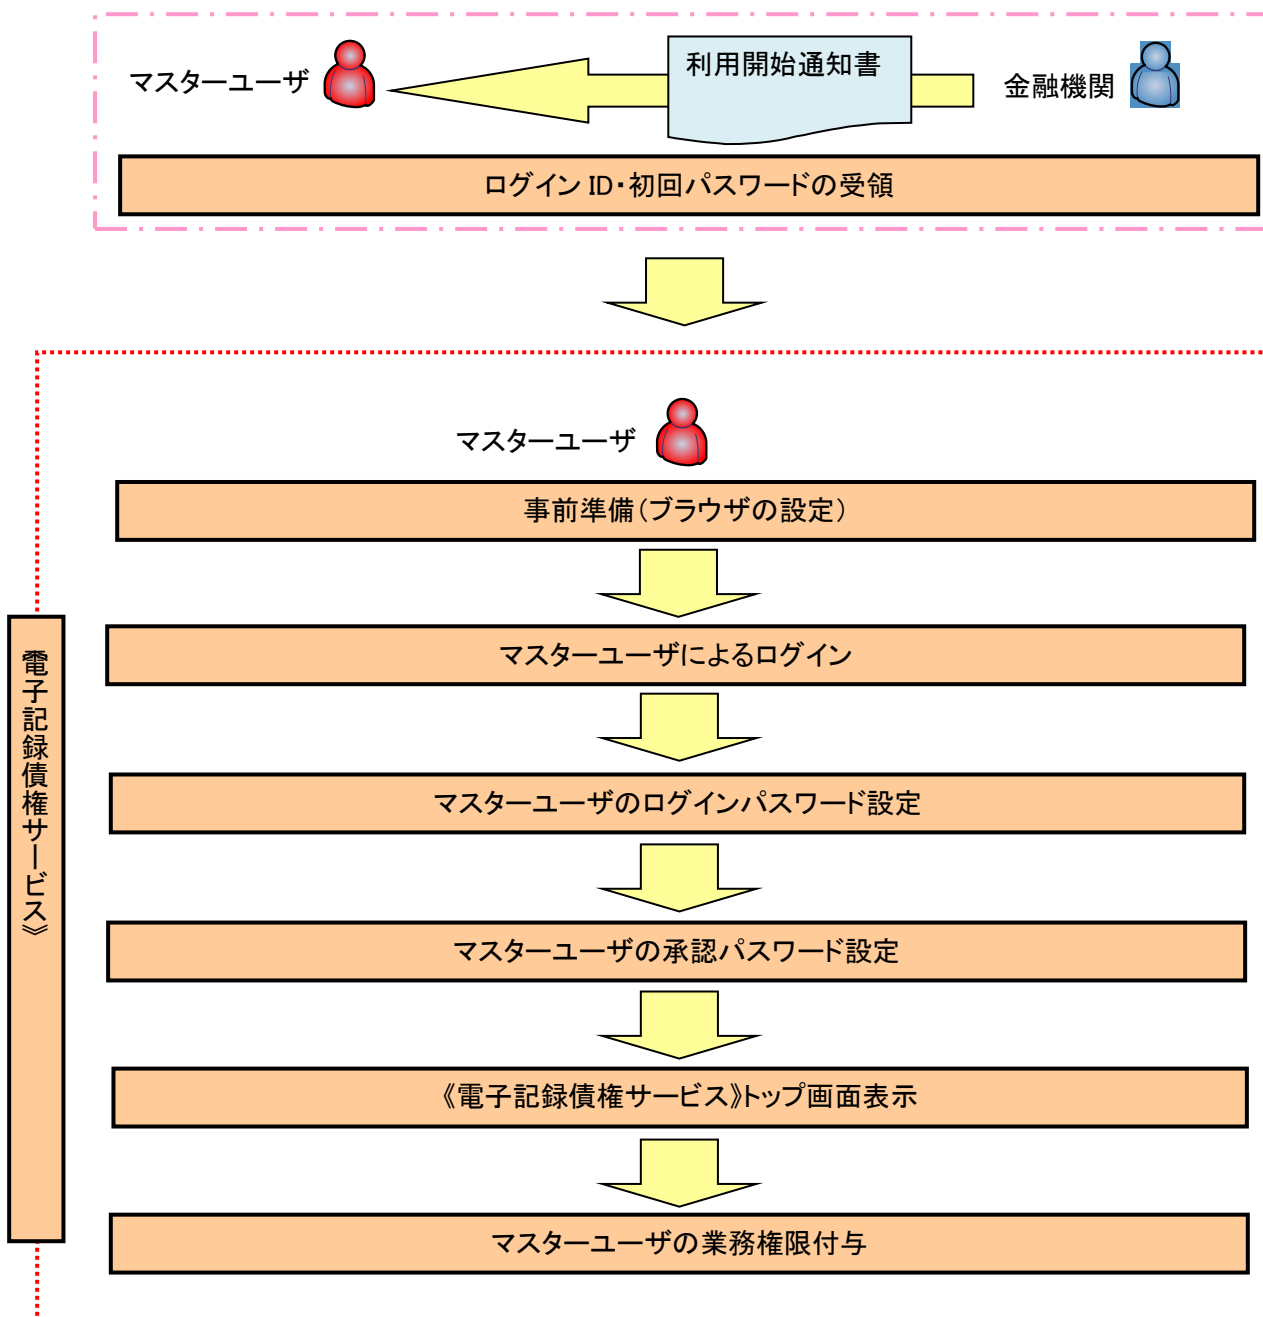 マスターユーザ
利用開始通知書
金融機関
ログイン ID・初回パスワードの受領
マスターユーザ
事前準備(ブラウザの設定)
電子記録債権サービス》
マスターユーザによるログイン
マスターユーザのログインパスワード設定
マスターユーザの承認パスワード設定
《電子記録債権サービス》トップ画面表示
マスターユーザの業務権限付与